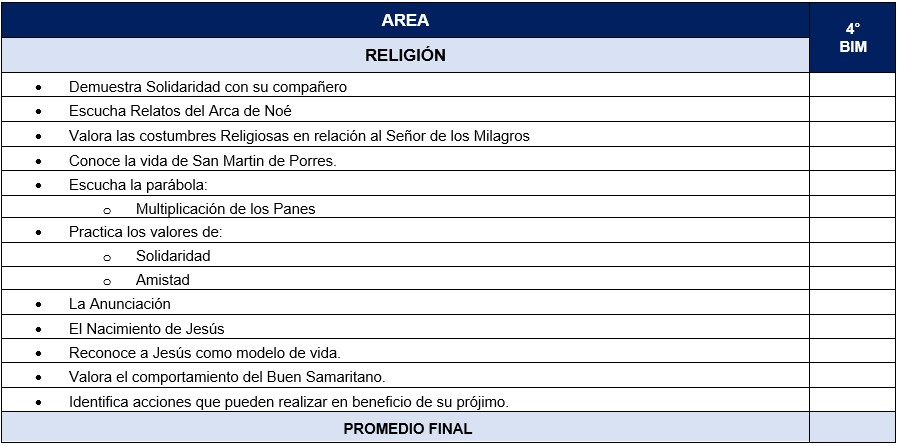 AREA
4°
BIM
RELIGIÓN
• Demuestra Solidaridad con su compañero
• Escucha Relatos del Arca de Noé
• Valora las costumbres Religiosas en relación al Señor de los Milagros
• Conoce la vida de San Martin de Porres.
• Escucha la parábola:
o Multiplicación de los Panes
• Practica los valores de:
o Solidaridad
o Amistad
• La Anunciación
• El Nacimiento de Jesús
• Reconoce a Jesús como modelo de vida.
• Valora el comportamiento del Buen Samaritano.
• Identifica acciones que pueden realizar en beneficio de su prójimo.
PROMEDIO FINAL